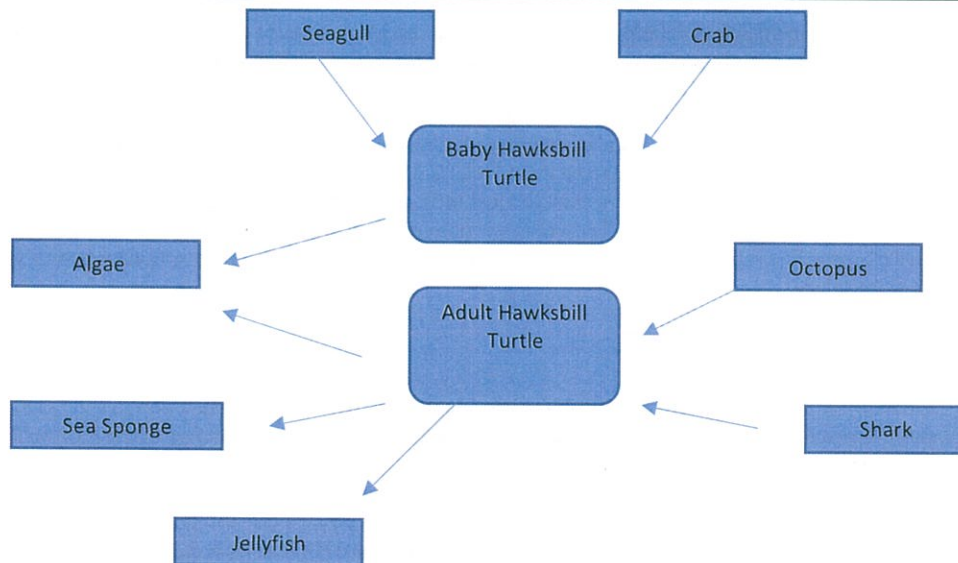 Seagull
Crab
Baby Hawksbill
Turtle
Algae
Octopus
Adult Hawksbill
Turtle
Sea Sponge
Shark
Jellyfish